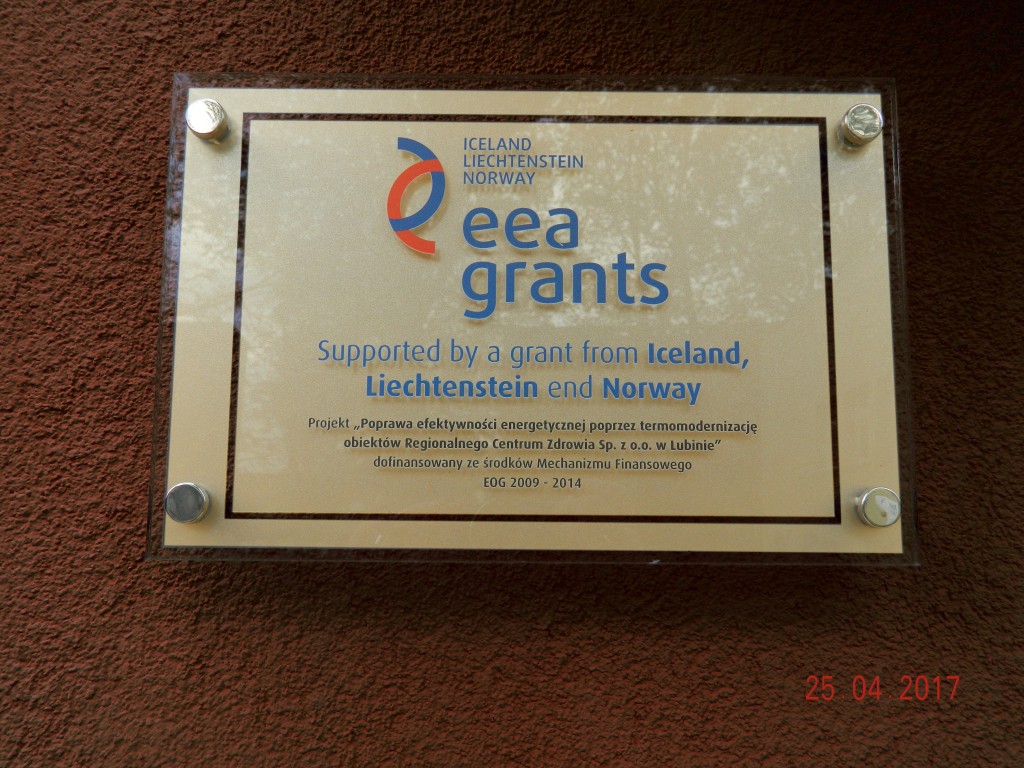 ICELAND
LIECHTENSTEIN
NORWAY
eea
grants
Supported by a grant from Iceland,
Liechtenstein end Norway
Projekt „Poprawa efektywności energetycznej poprzez termomodernizację
obiektów Regionalnego Centrum Zdrowia Sp. z o.o. w Lubinie”
dofinansowany ze środków Mechanizmu Finansowego
EOG 2009 - 2014
25 04 2017